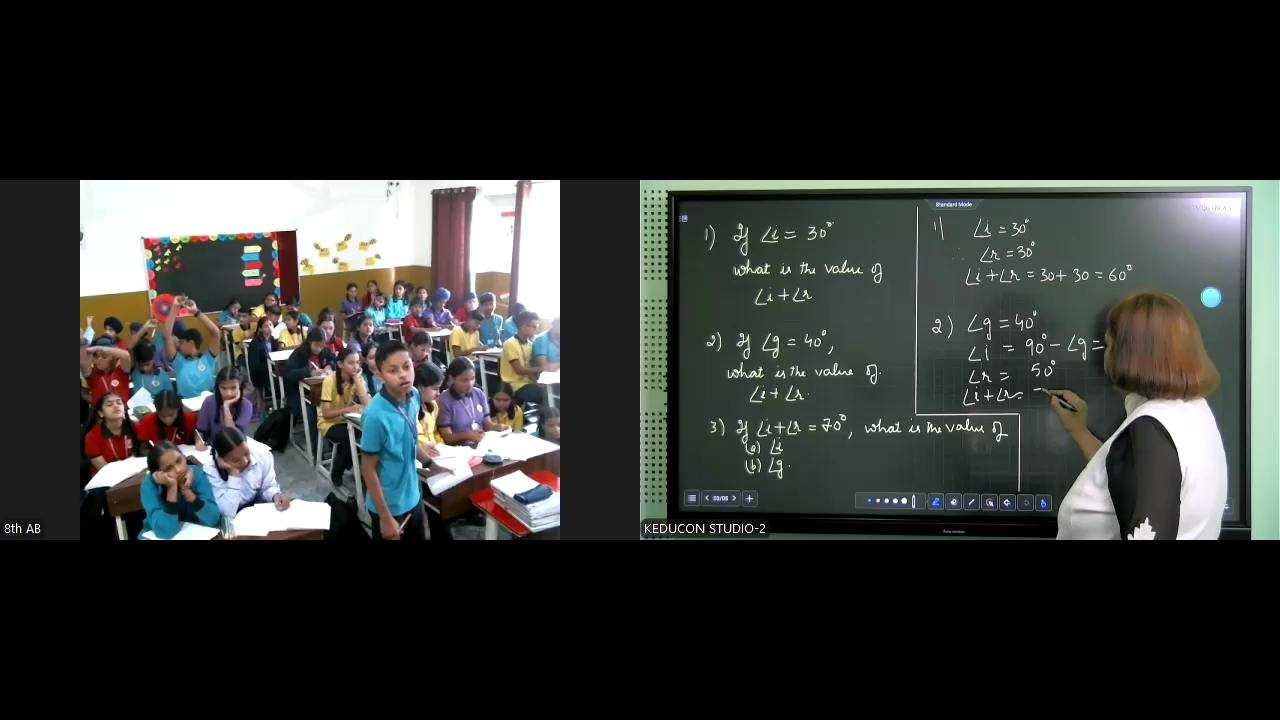 8th AB
KEDUCON STUDIO-2
Standard Mode
1) If ∠i = 30°
what is the value of
∠i + ∠r
2) If ∠g = 40°,
what is the value of
∠i + ∠r.
3) If ∠i + ∠r = 70°, what is the value of
(a) ∠i
(b) ∠g.
1) ∠i = 30°
∴ ∠r = 30°
∠i + ∠r = 30 + 30 = 60°
2) ∠g = 40°
∠i = 90° - ∠g =
∠r = 50°
∠i + ∠r =
03/05